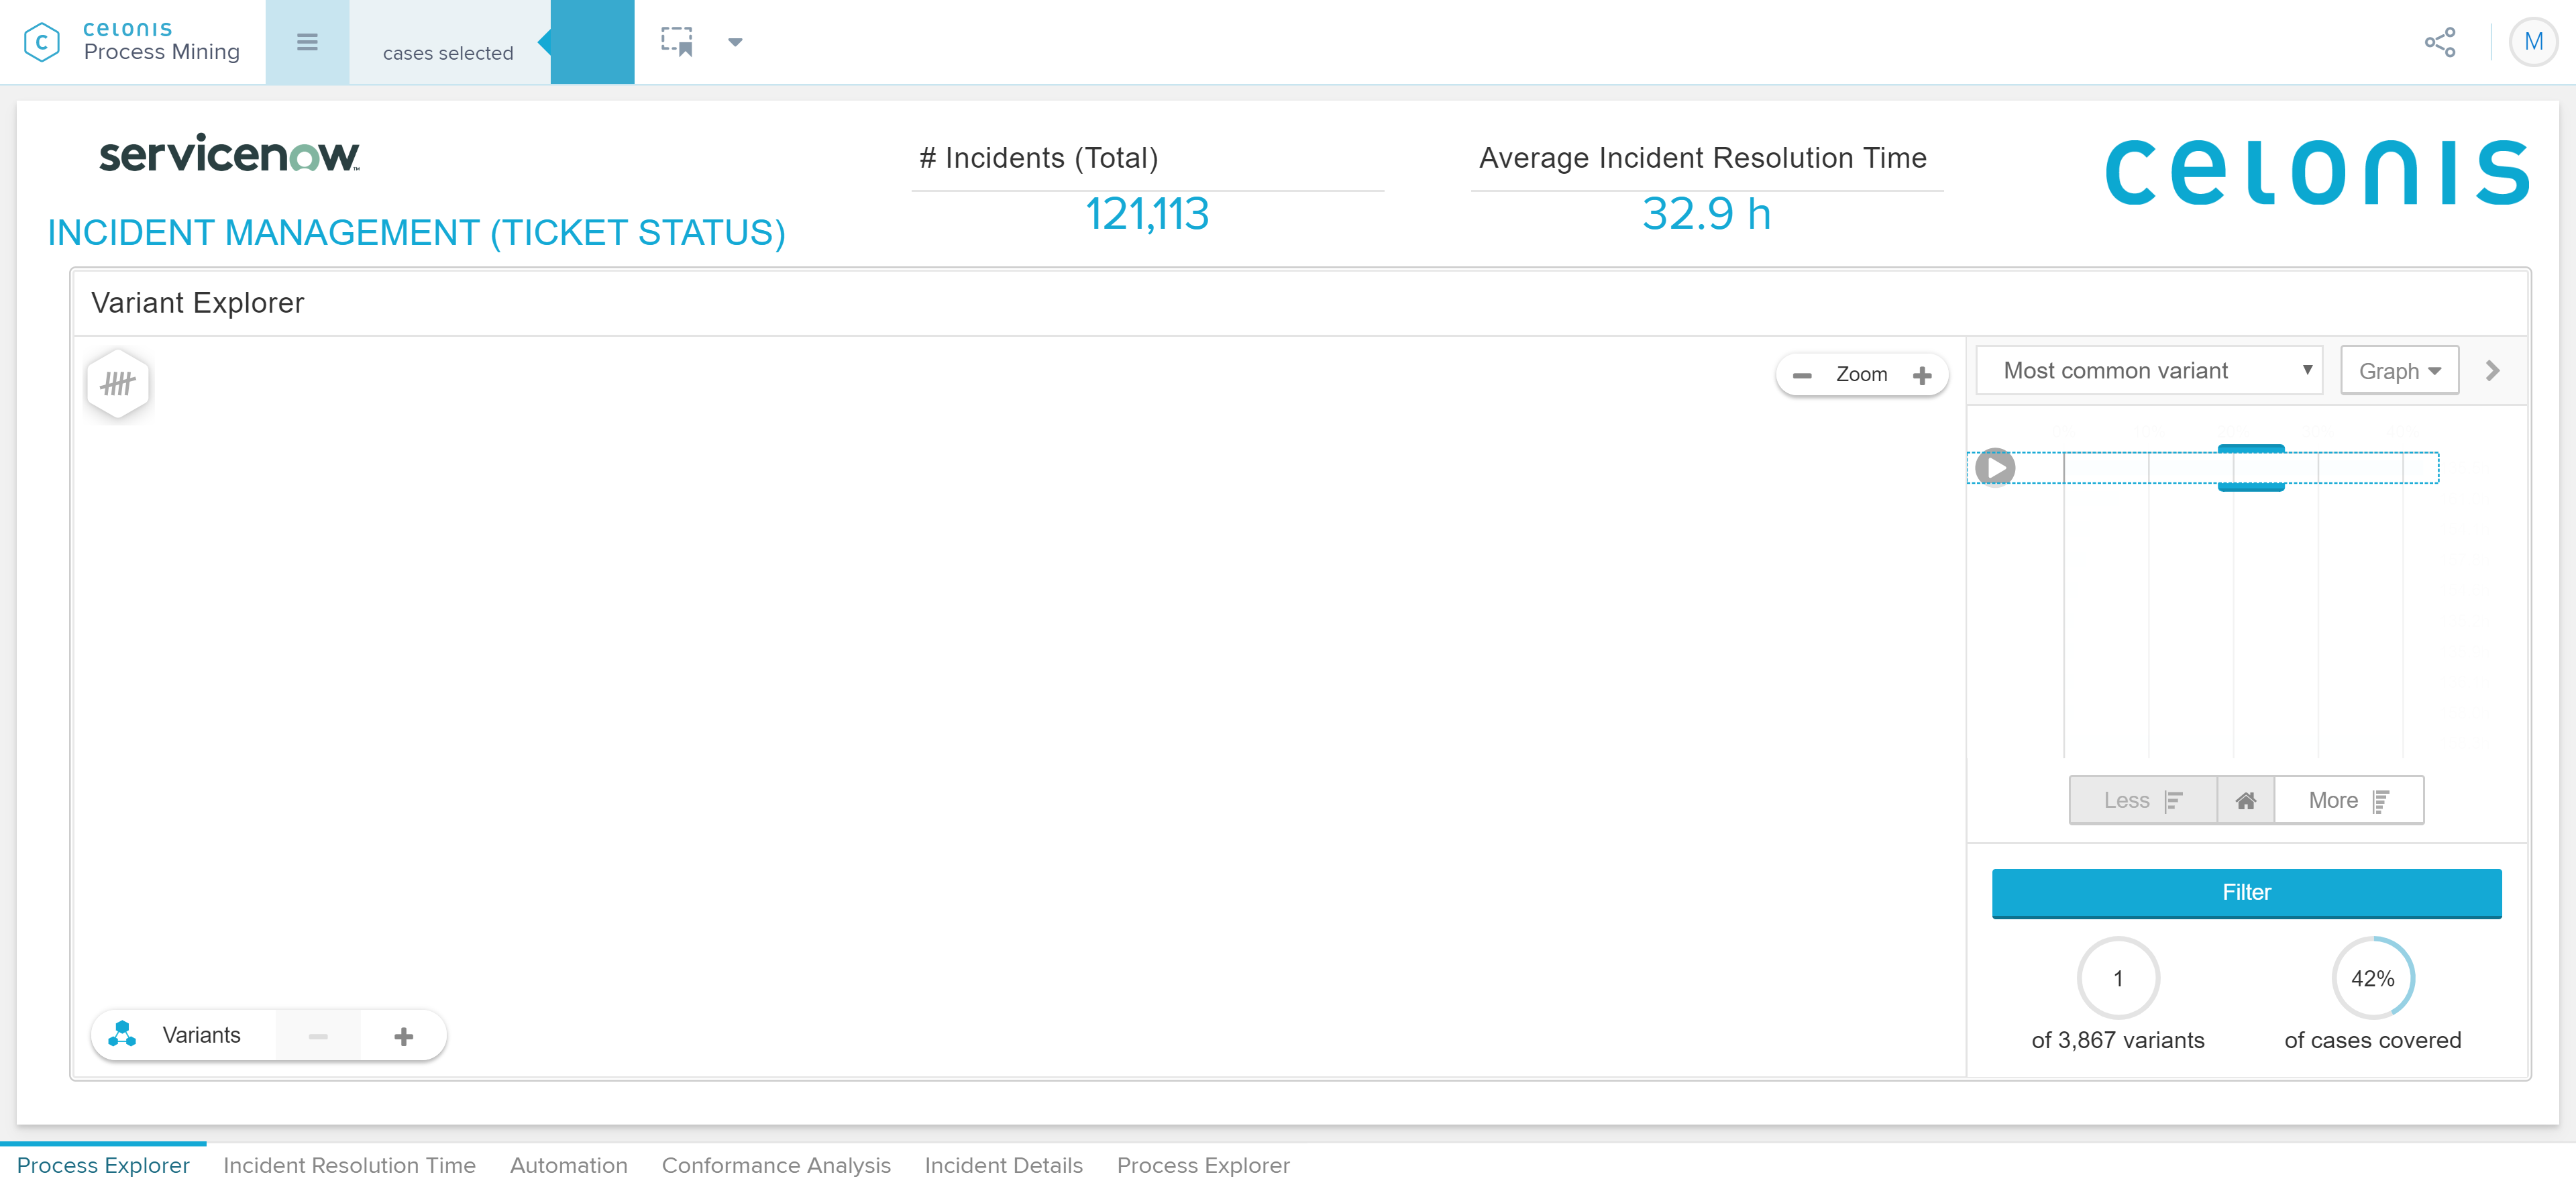 celonis
Process Mining
cases selected
M
servicenow™
# Incidents (Total)
Average Incident Resolution Time
celonis
121,113
32.9 h
INCIDENT MANAGEMENT (TICKET STATUS)
Variant Explorer
Zoom
Most common variant
Graph
Less
More
Filter
1
42%
of 3,867 variants
of cases covered
Variants
Process Explorer
Incident Resolution Time
Automation
Conformance Analysis
Incident Details
Process Explorer